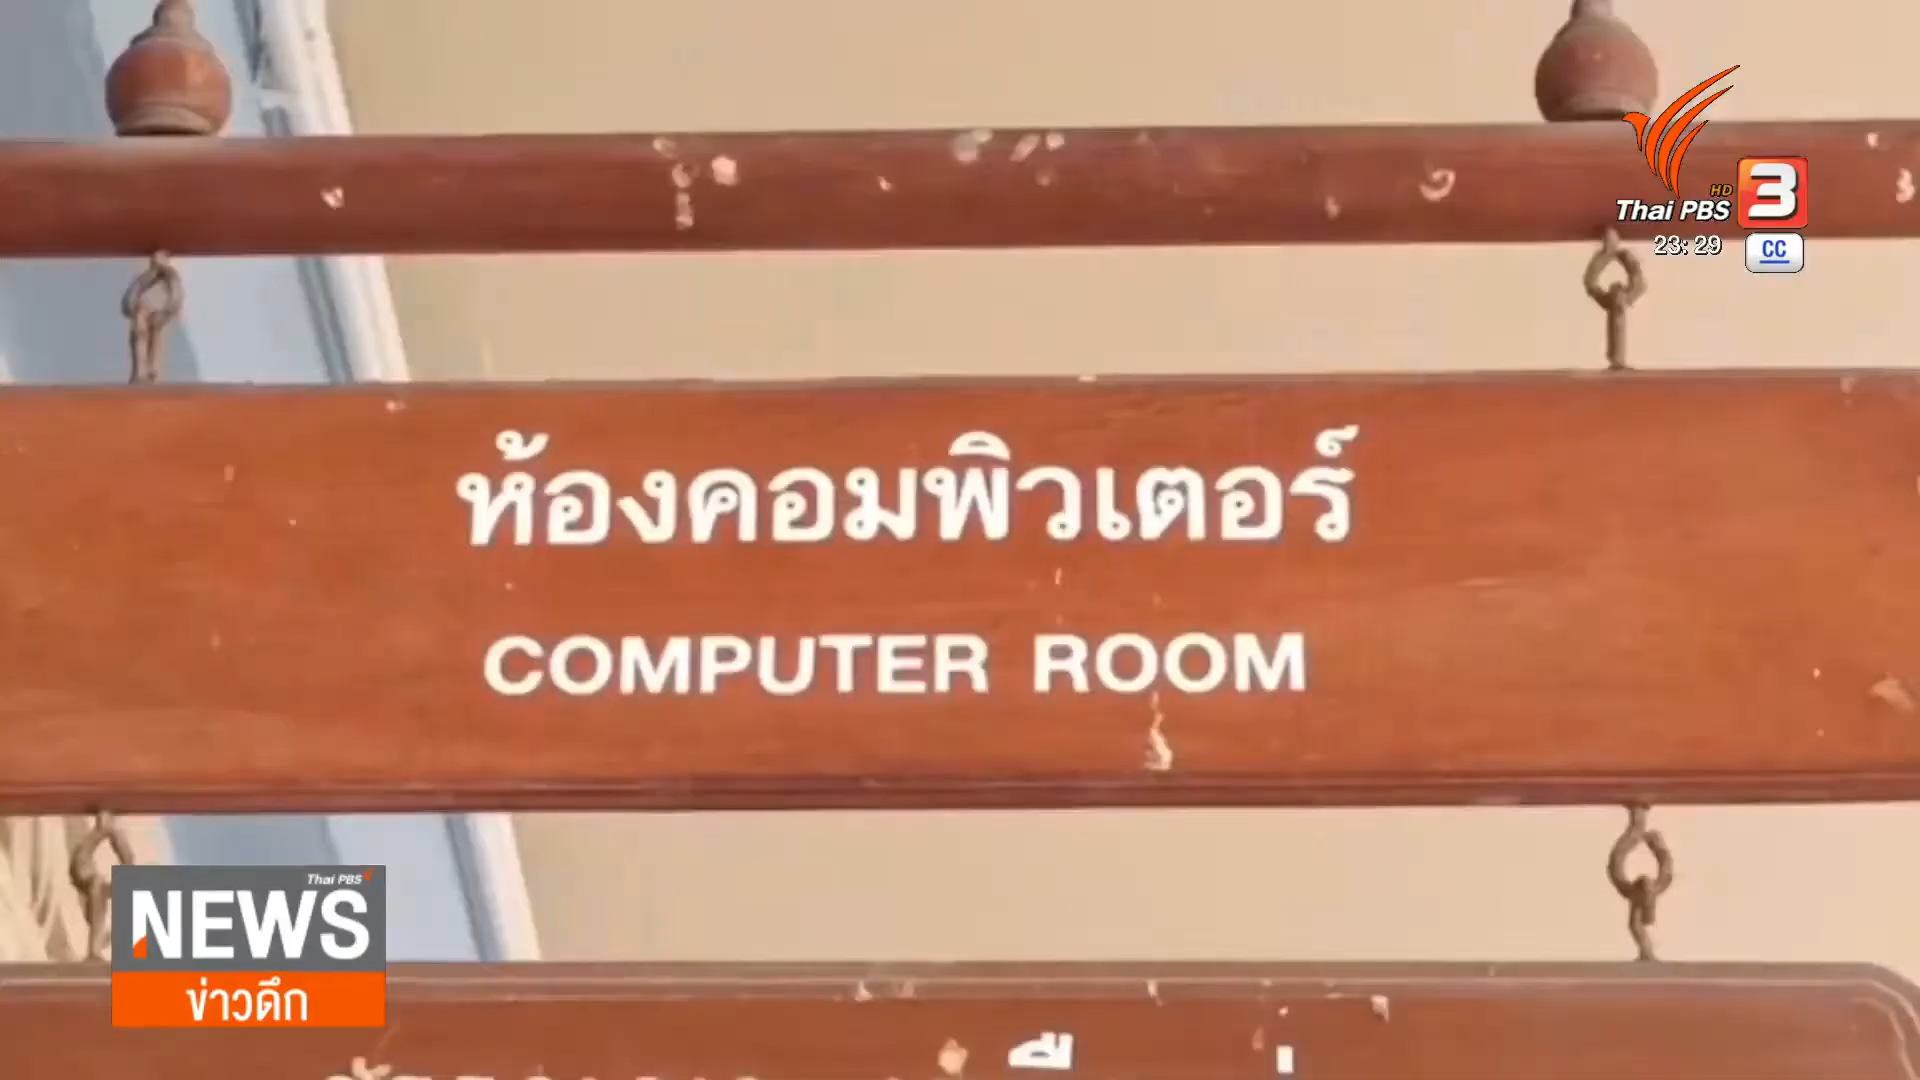 Thai PBS
HD
3
23:29
CC
ห้องคอมพิวเตอร์
COMPUTER ROOM
Thai PBS
NEWS
ข่าวดึก